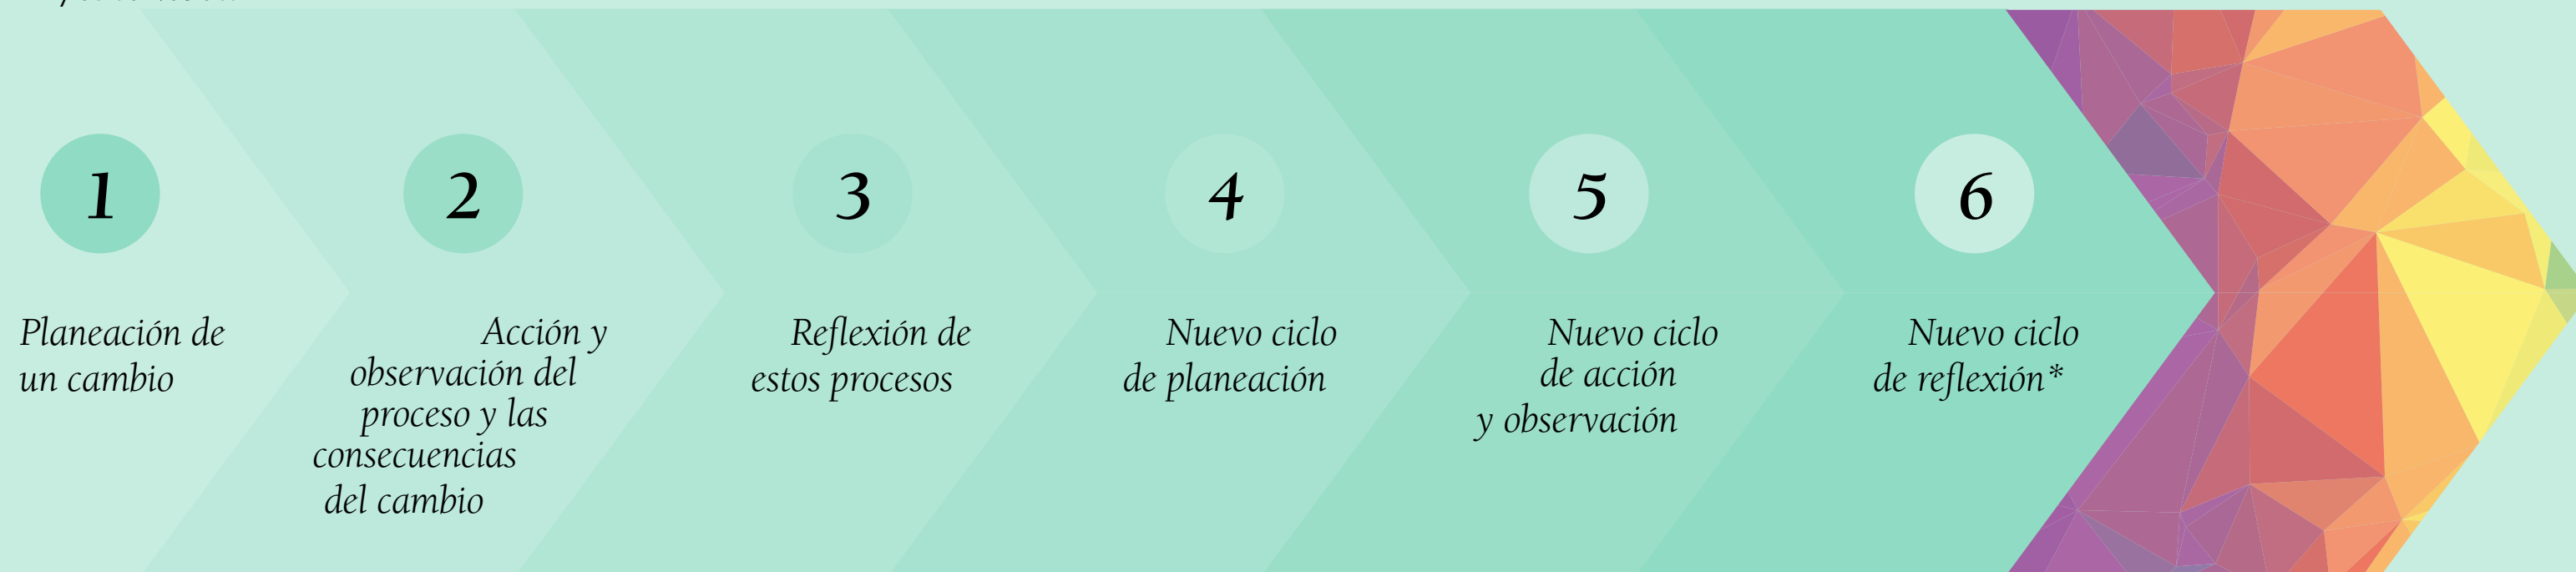 1
Planeación de
un cambio
2
Acción y
observación del
proceso y las
consecuencias
del cambio
3
Reflexión de
estos procesos
4
Nuevo ciclo
de planeación
5
Nuevo ciclo
de acción
y observación
6
Nuevo ciclo
de reflexión*